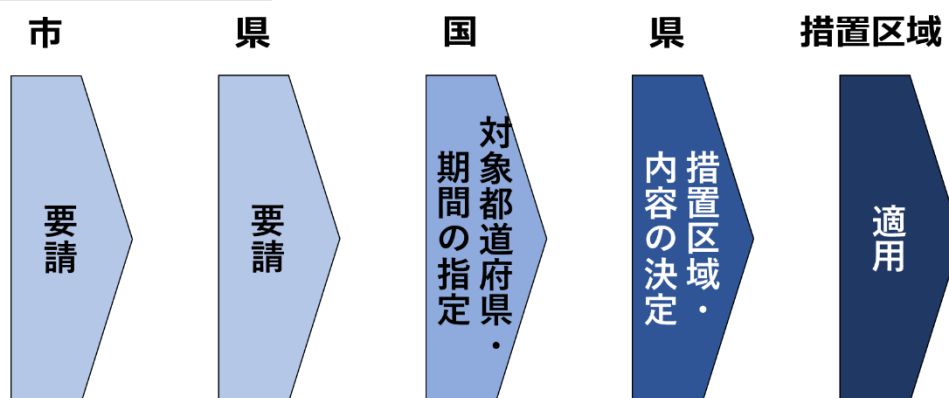 市
県
国
県
措置区域
要請
要請
対象都道府県・
期間の指定
措置区域・
内容の決定
適用